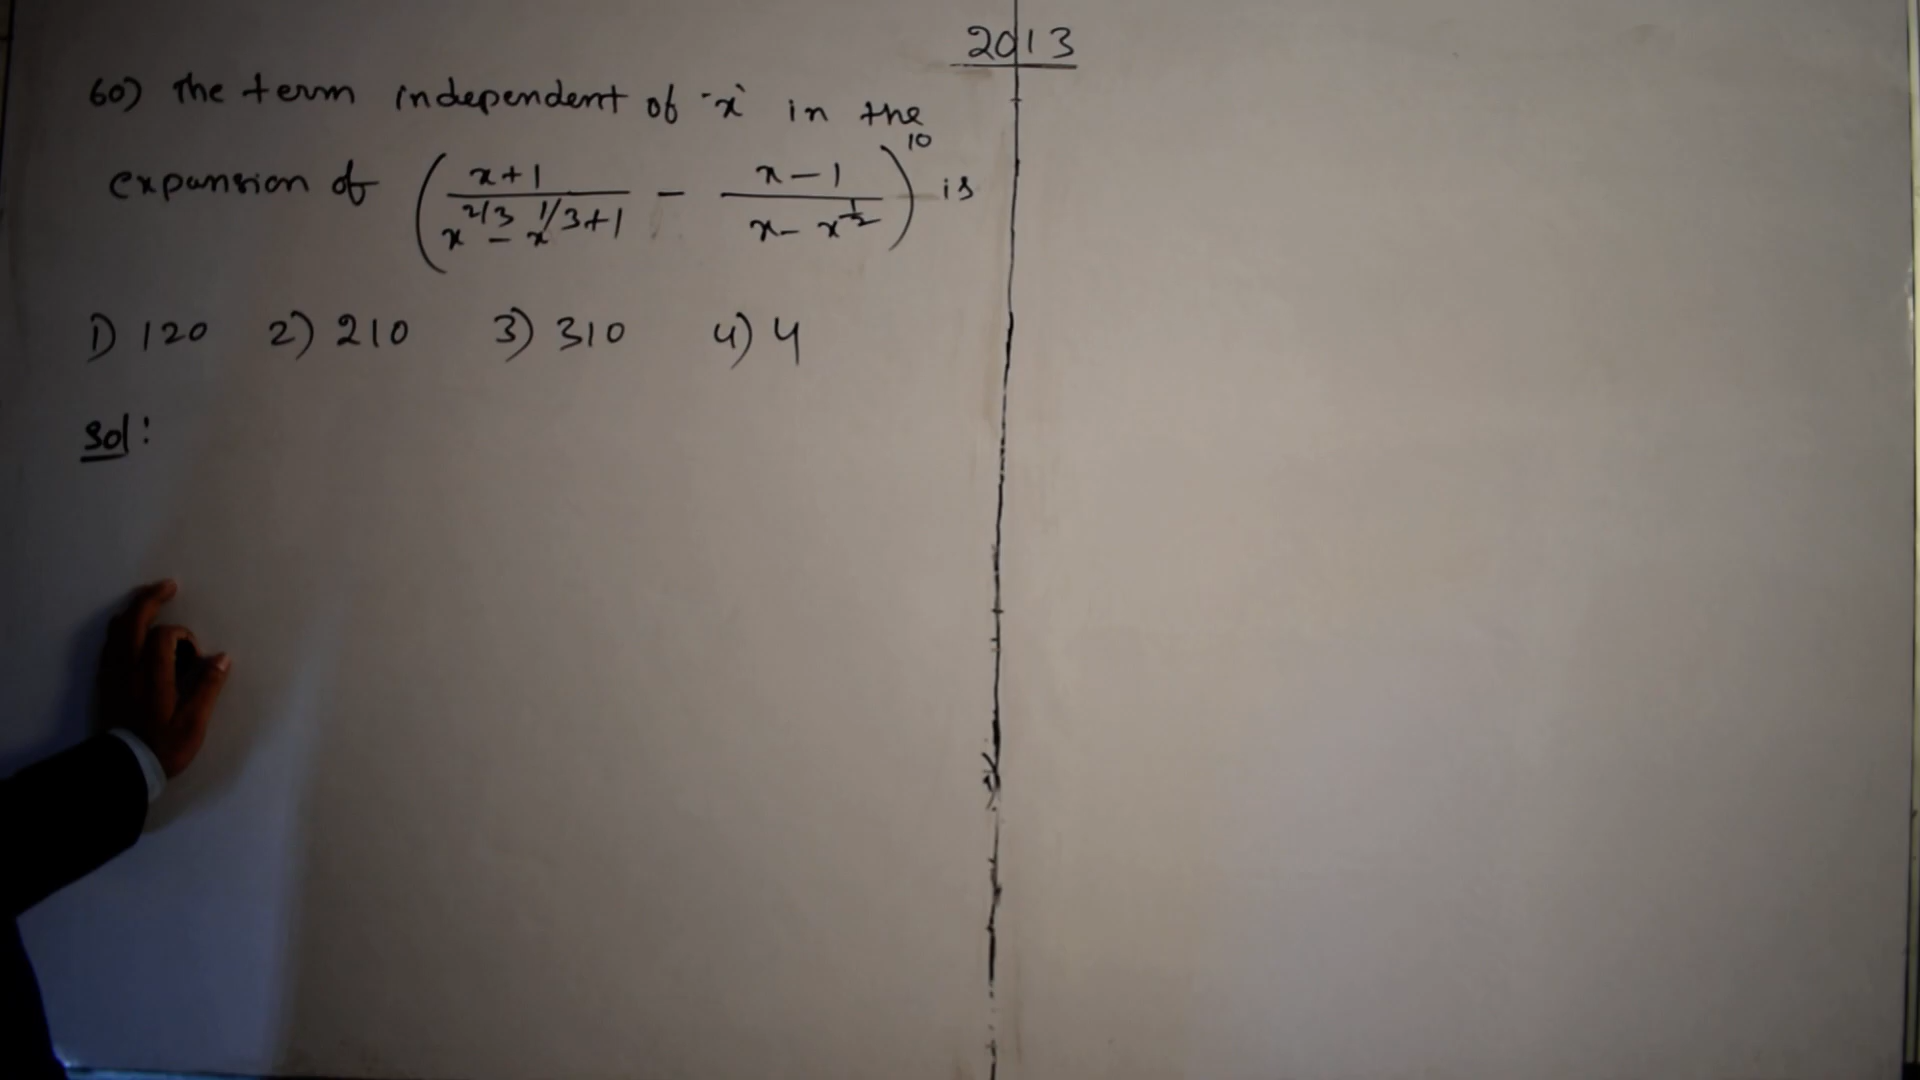 2013
60) The term independent of 'x' in the
expansion of ((x+1)/(x^2/3 - x^1/3+1) - (x-1)/(x-x^1/2))^10 is
1) 120 2) 210 3) 310 4) 4
Sol: